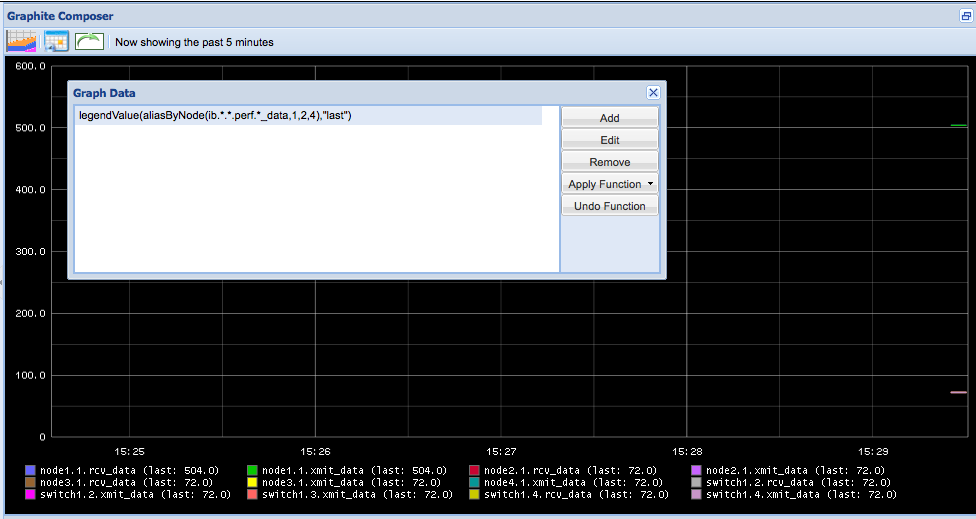 Graphite Composer
Now showing the past 5 minutes
600.0
Graph Data
legendValue(aliasByNode(ib.*.*.perf.*_data,1,2,4),"last")
Add
Edit
Remove
Apply Function
Undo Function
500.0
400.0
300.0
200.0
100.0
0
15:25 15:26 15:27 15:28 15:29
node1.1.rcv_data (last: 504.0) node1.1.xmit_data (last: 504.0) node2.1.rcv_data (last: 72.0) node2.1.xmit_data (last: 72.0)
node3.1.rcv_data (last: 72.0) node3.1.xmit_data (last: 72.0) node4.1.xmit_data (last: 72.0) switch1.2.rcv_data (last: 72.0)
switch1.2.xmit_data (last: 72.0) switch1.3.xmit_data (last: 72.0) switch1.4.rcv_data (last: 72.0) switch1.4.xmit_data (last: 72.0)